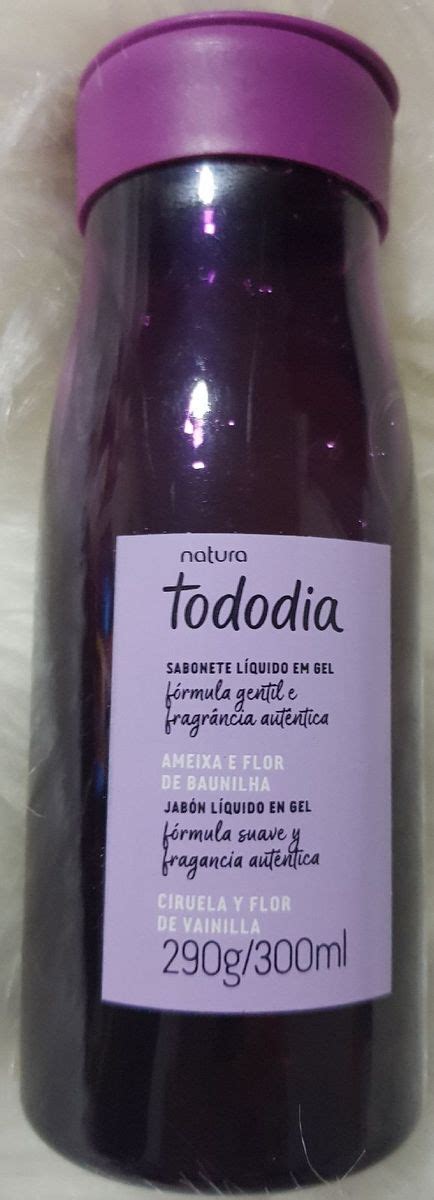 natura
tododia
SABONETE LÍQUIDO EM GEL
fórmula gentil e
fragrância autêntica
AMEIXA E FLOR
DE BAUNILHA
JABÓN LÍQUIDO EN GEL
fórmula suave y
fragancia auténtica
CIRUELA Y FLOR
DE VAINILLA
290g/300ml